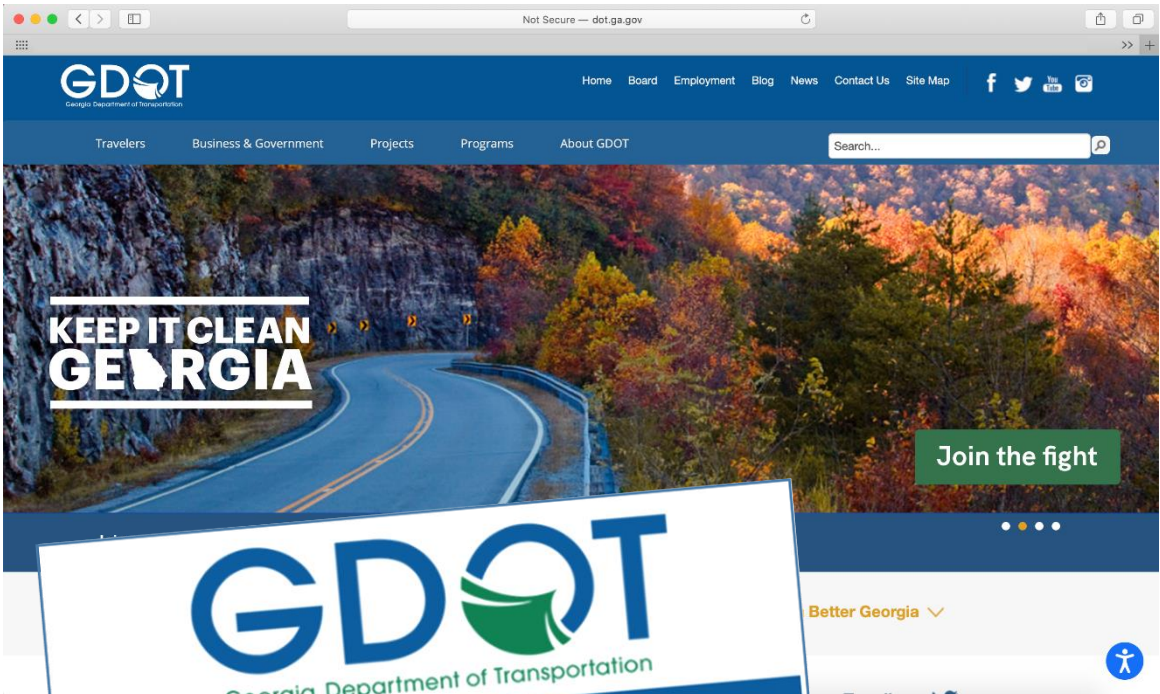 Not Secure — dot.ga.gov
GDOT
Georgia Department of Transportation
Home Board Employment Blog News Contact Us Site Map
You Tube
Travelers Business & Government Projects Programs About GDOT
Search...
KEEP IT CLEAN
GEORGIA
Join the fight
GDOT
Georgia Department of Transportation
Better Georgia